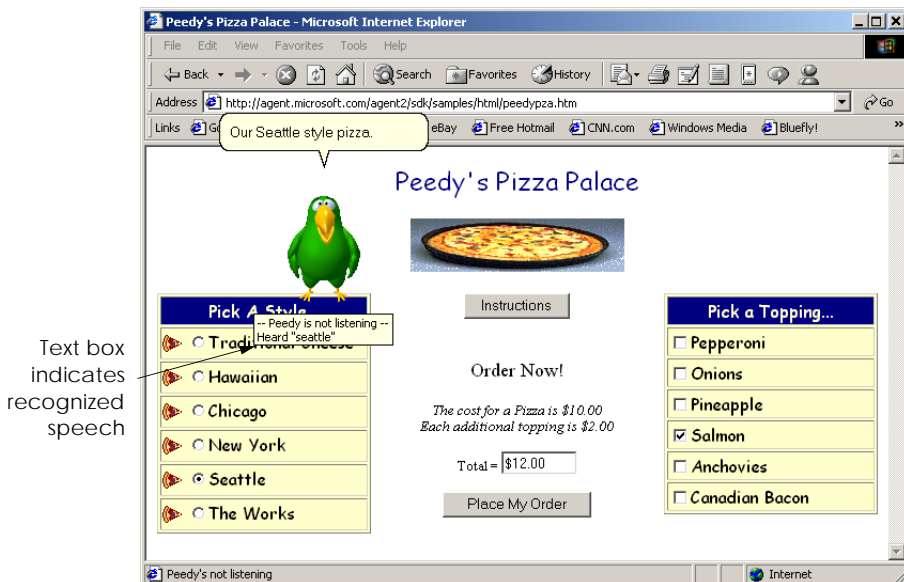 Peedy's Pizza Palace - Microsoft Internet Explorer
File Edit View Favorites Tools Help
Back Search Favorites History
Address http://agent.microsoft.com/agent2/sdk/samples/html/peedypza.htm Go
Links eBay Free Hotmail CNN.com Windows Media Bluefly! »
Our Seattle style pizza.
Peedy's Pizza Palace
Pick A Style...
-- Peedy is not listening --
Heard "seattle"
Traditional Cheese
Hawaiian
Chicago
New York
Seattle
The Works
Instructions
Order Now!
The cost for a Pizza is $10.00
Each additional topping is $2.00
Total = $12.00
Place My Order
Pick a Topping...
Pepperoni
Onions
Pineapple
Salmon
Anchovies
Canadian Bacon
Text box
indicates
recognized
speech
Peedy's not listening Internet